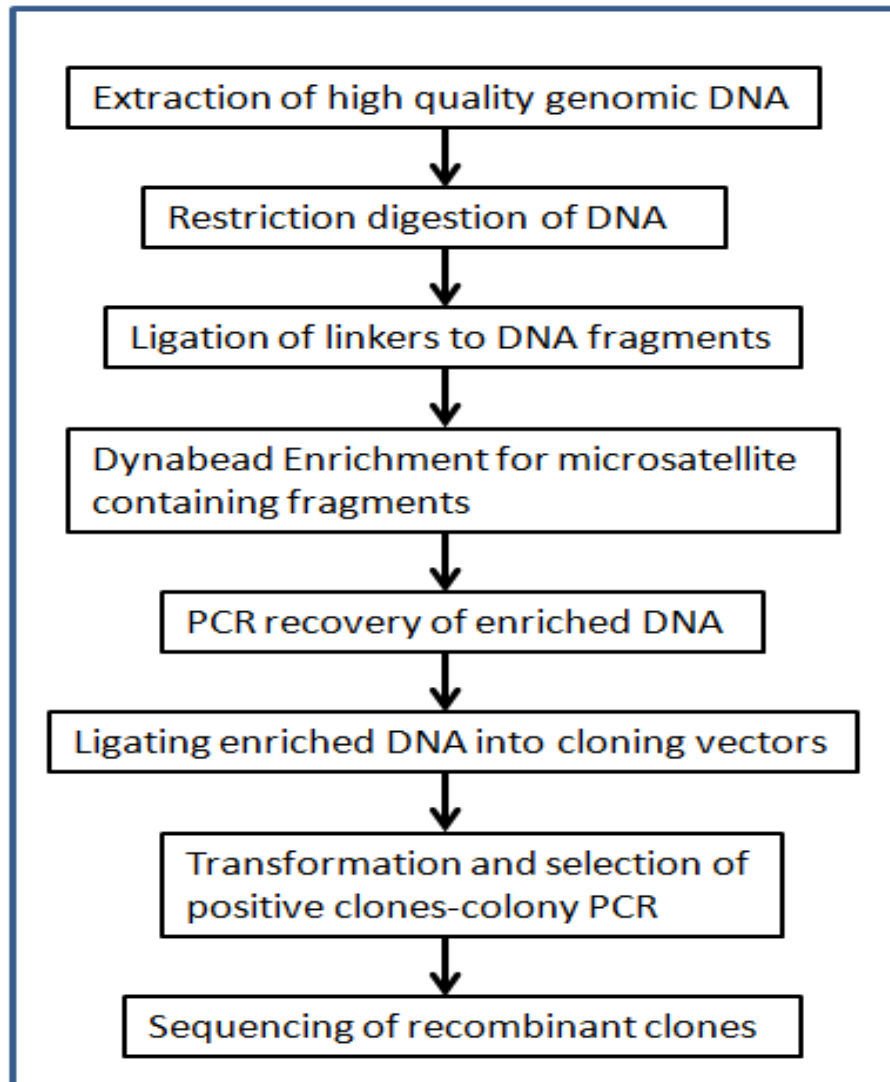 Extraction of high quality genomic DNA
Restriction digestion of DNA
Ligation of linkers to DNA fragments
Dynabead Enrichment for microsatellite
containing fragments
PCR recovery of enriched DNA
Ligating enriched DNA into cloning vectors
Transformation and selection of
positive clones-colony PCR
Sequencing of recombinant clones